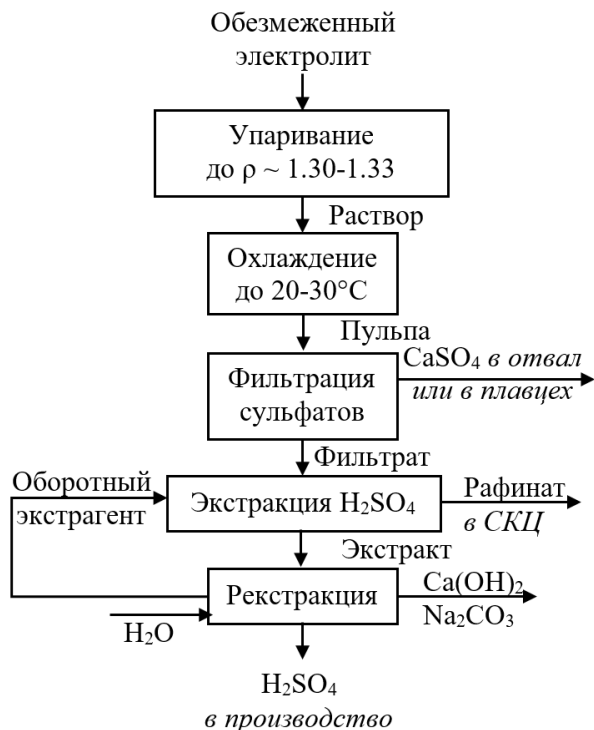 Обезмеженный
электролит
Упаривание
до ρ ~ 1.30-1.33
Раствор
Охлаждение
до 20-30°C
Пульпа
Фильтрация
сульфатов
CaSO₄ в отвал
или в плавцех
Фильтрат
Оборотный
экстрагент
Экстракция H₂SO₄
Рафинат
в СКЦ
Экстракт
Рекстракция
Ca(OH)₂
Na₂CO₃
H₂O
H₂SO₄
в производство